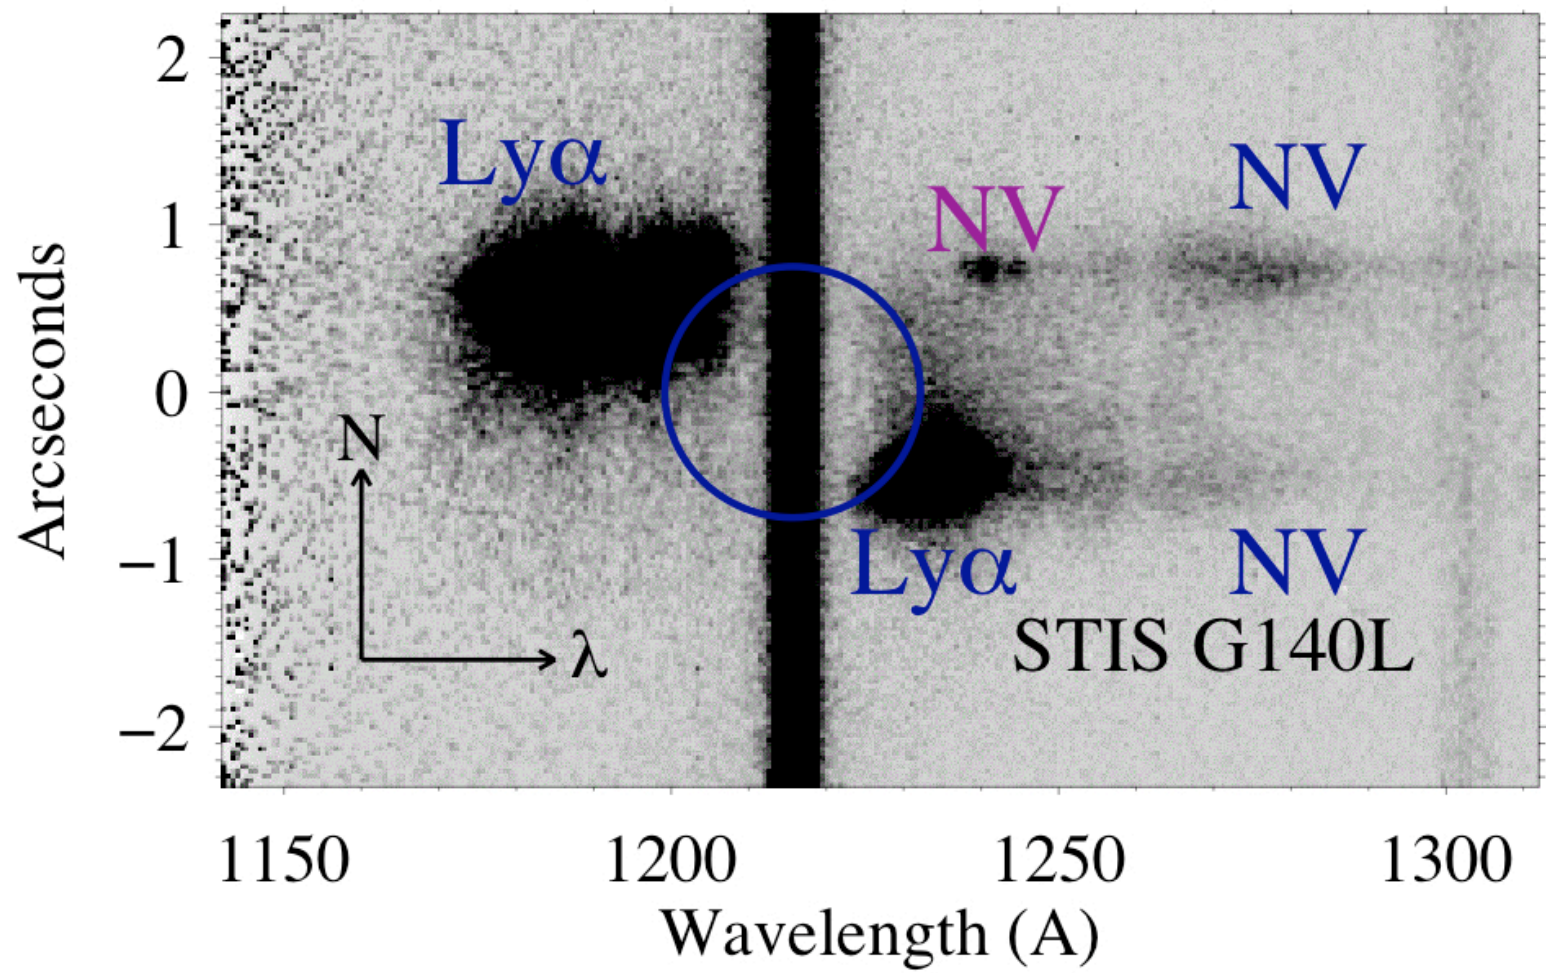 2
1
0
−1
−2
Arcseconds
Lyα
NV
NV
N
λ
Lyα
NV
STIS G140L
1150
1200
1250
1300
Wavelength (A)